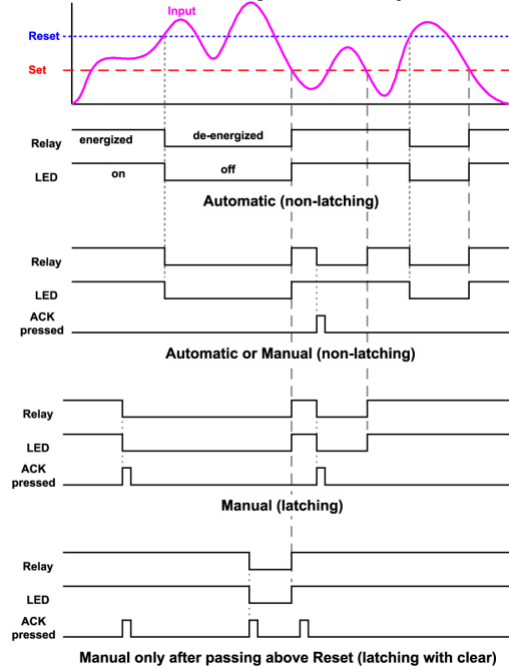 Input
Reset
Set
Relay energized de-energized
LED on off
Automatic (non-latching)
Relay
LED
ACK
pressed
Automatic or Manual (non-latching)
Relay
LED
ACK
pressed
Manual (latching)
Relay
LED
ACK
pressed
Manual only after passing above Reset (latching with clear)